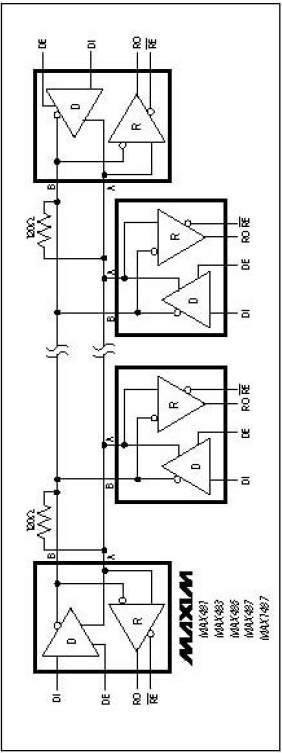 DE
DI
RO
RE
D
R
B
A
120Ω
B
A
R
D
RE
RO
DE
DI
B
A
R
D
RE
RO
DE
DI
120Ω
B
A
D
R
DI
DE
RO
RE
MAXIM
MAX481
MAX483
MAX485
MAX487
MAX1487